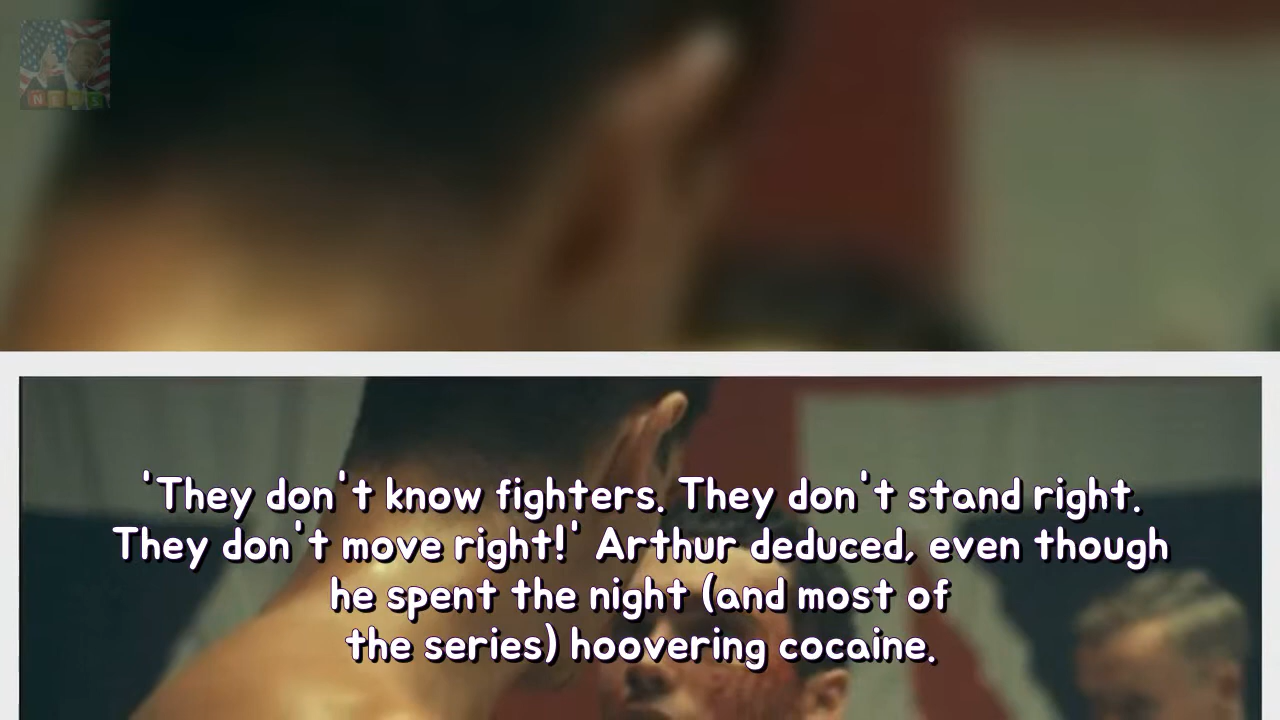 'They don't know fighters. They don't stand right.
They don't move right!' Arthur deduced, even though
he spent the night (and most of
the series) hoovering cocaine.